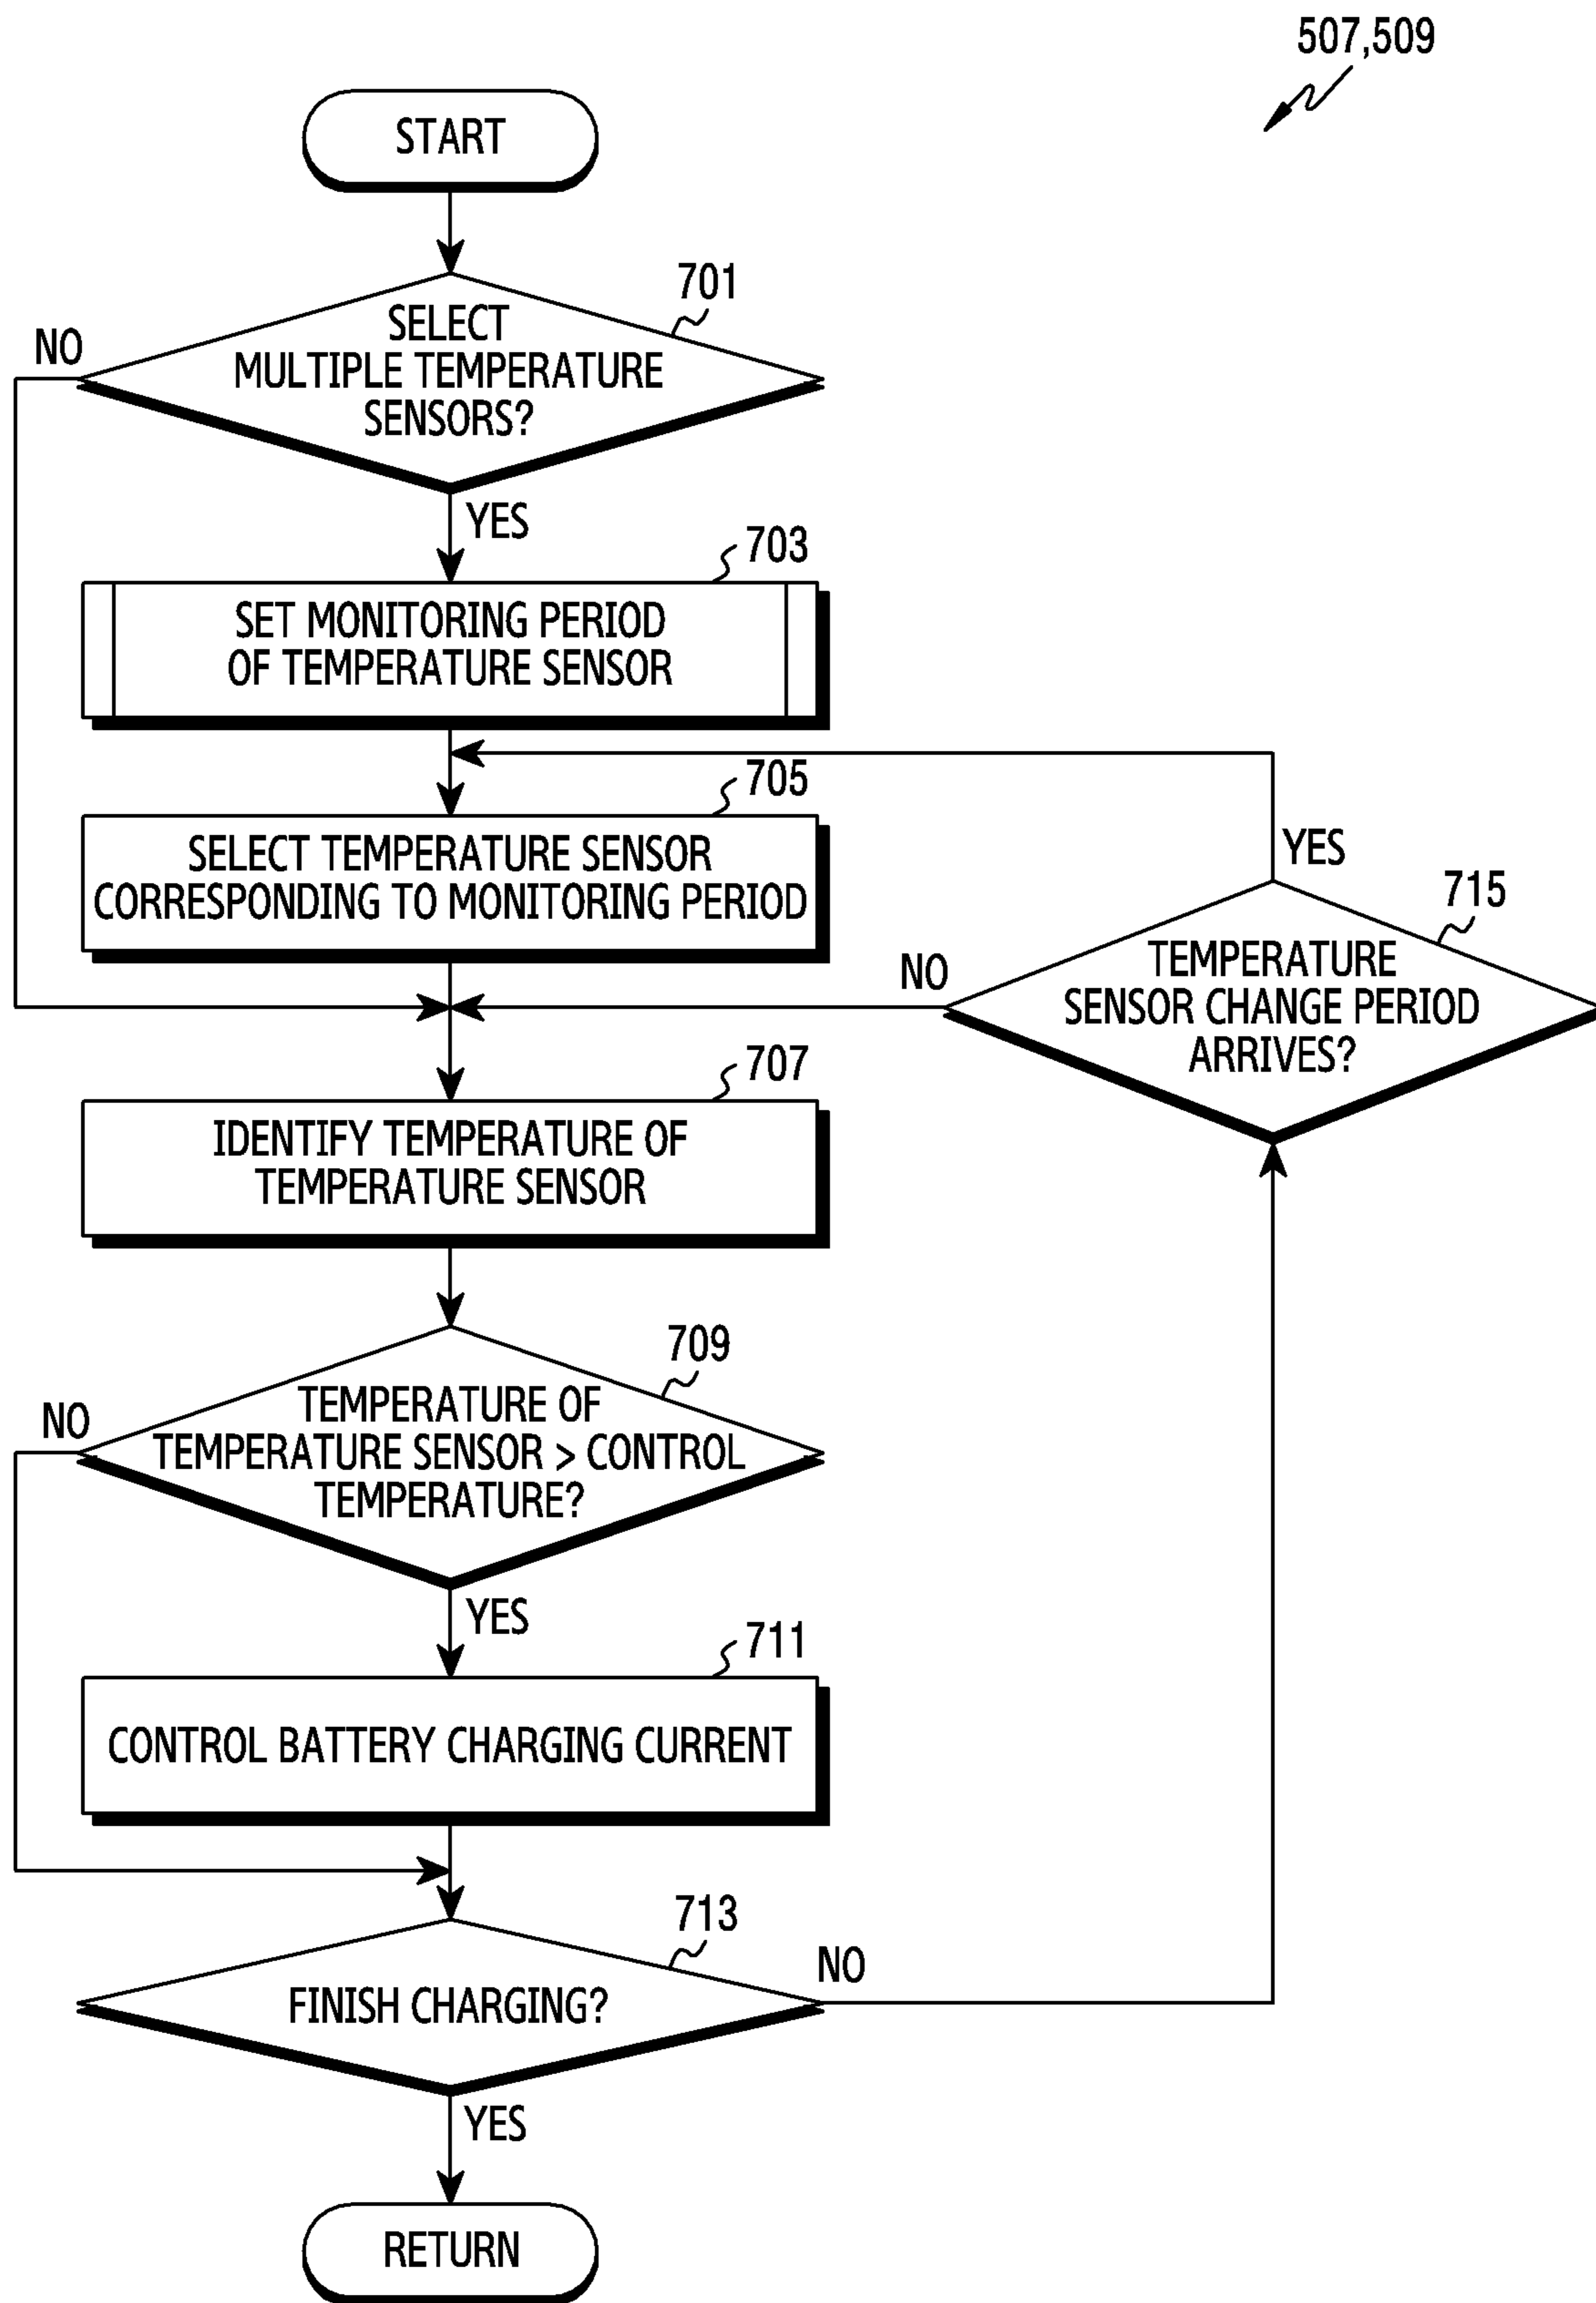 507,509
START
701
SELECT
MULTIPLE TEMPERATURE
SENSORS?
NO
YES
703
SET MONITORING PERIOD
OF TEMPERATURE SENSOR
705
SELECT TEMPERATURE SENSOR
CORRESPONDING TO MONITORING PERIOD
YES
715
TEMPERATURE
SENSOR CHANGE PERIOD
ARRIVES?
NO
707
IDENTIFY TEMPERATURE OF
TEMPERATURE SENSOR
709
TEMPERATURE OF
TEMPERATURE SENSOR > CONTROL
TEMPERATURE?
NO
YES
711
CONTROL BATTERY CHARGING CURRENT
713
FINISH CHARGING?
NO
YES
RETURN